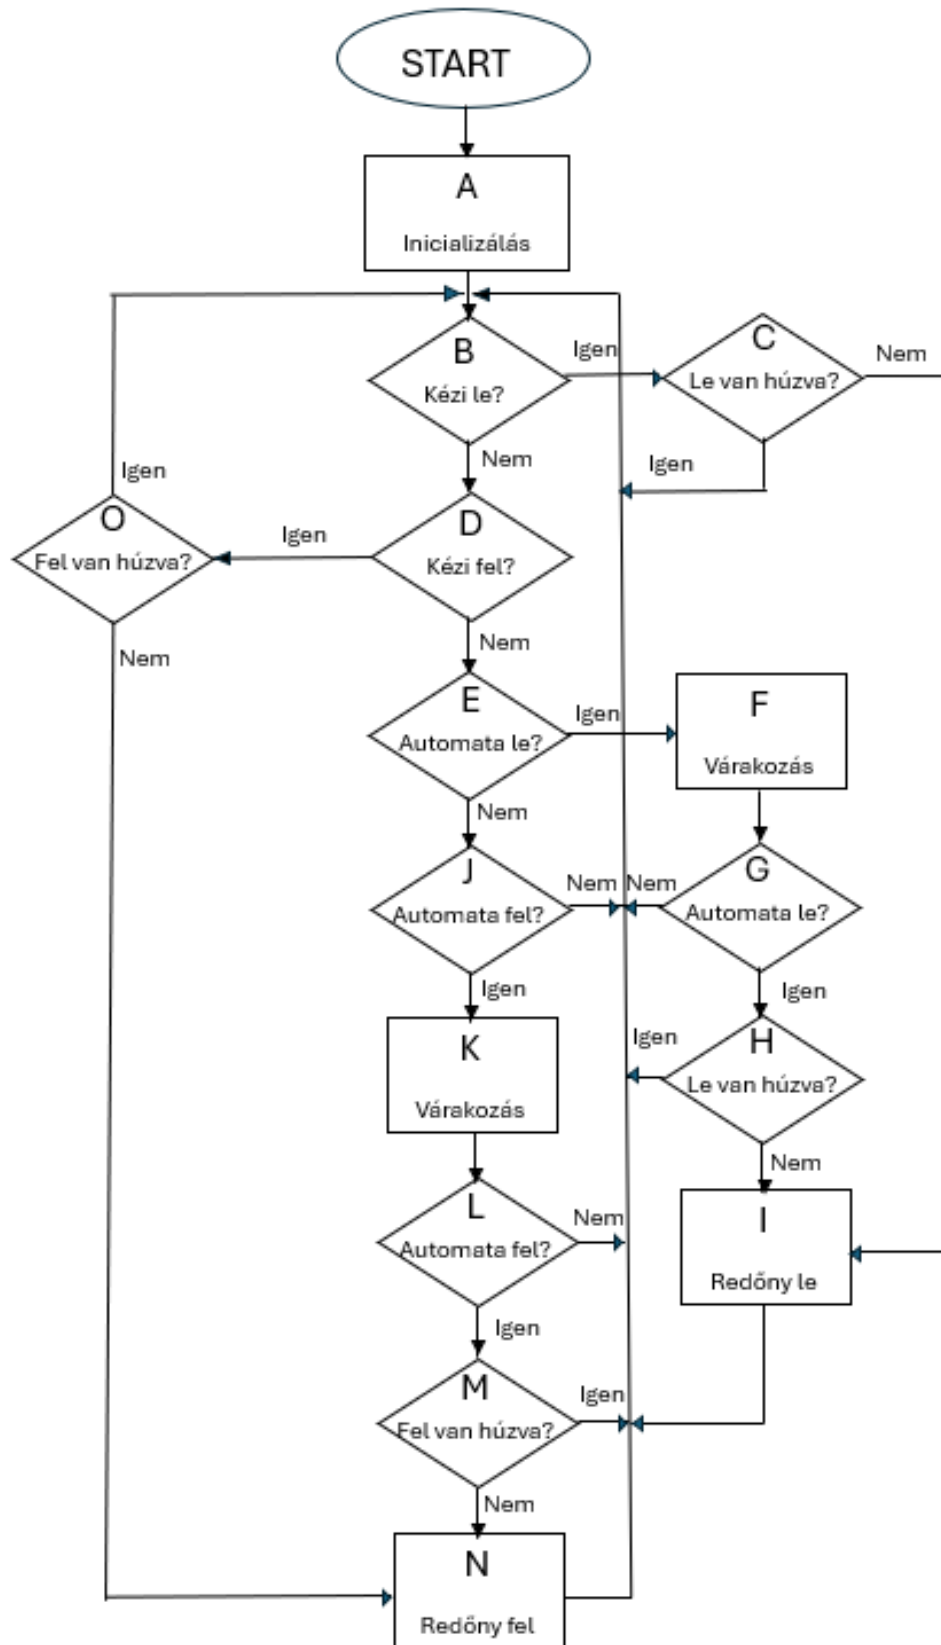 START
A
Inicializálás
B
Kézi le?
Igen
C
Le van húzva?
Nem
Igen
Nem
Igen
O
Fel van húzva?
Igen
D
Kézi fel?
Nem
Nem
E
Automata le?
Igen
F
Várakozás
Nem
J
Automata fel?
Nem
Nem
G
Automata le?
Igen
Igen
K
Várakozás
Igen
H
Le van húzva?
Nem
L
Automata fel?
Nem
I
Redőny le
Igen
M
Fel van húzva?
Igen
Nem
N
Redőny fel